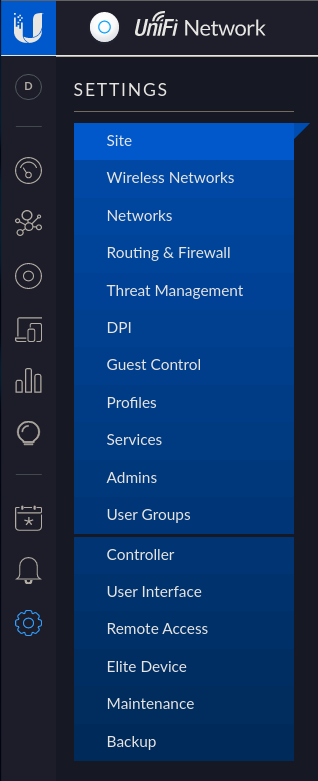 UniFi Network
D
SETTINGS
Site
Wireless Networks
Networks
Routing & Firewall
Threat Management
DPI
Guest Control
Profiles
Services
Admins
User Groups
Controller
User Interface
Remote Access
Elite Device
Maintenance
Backup